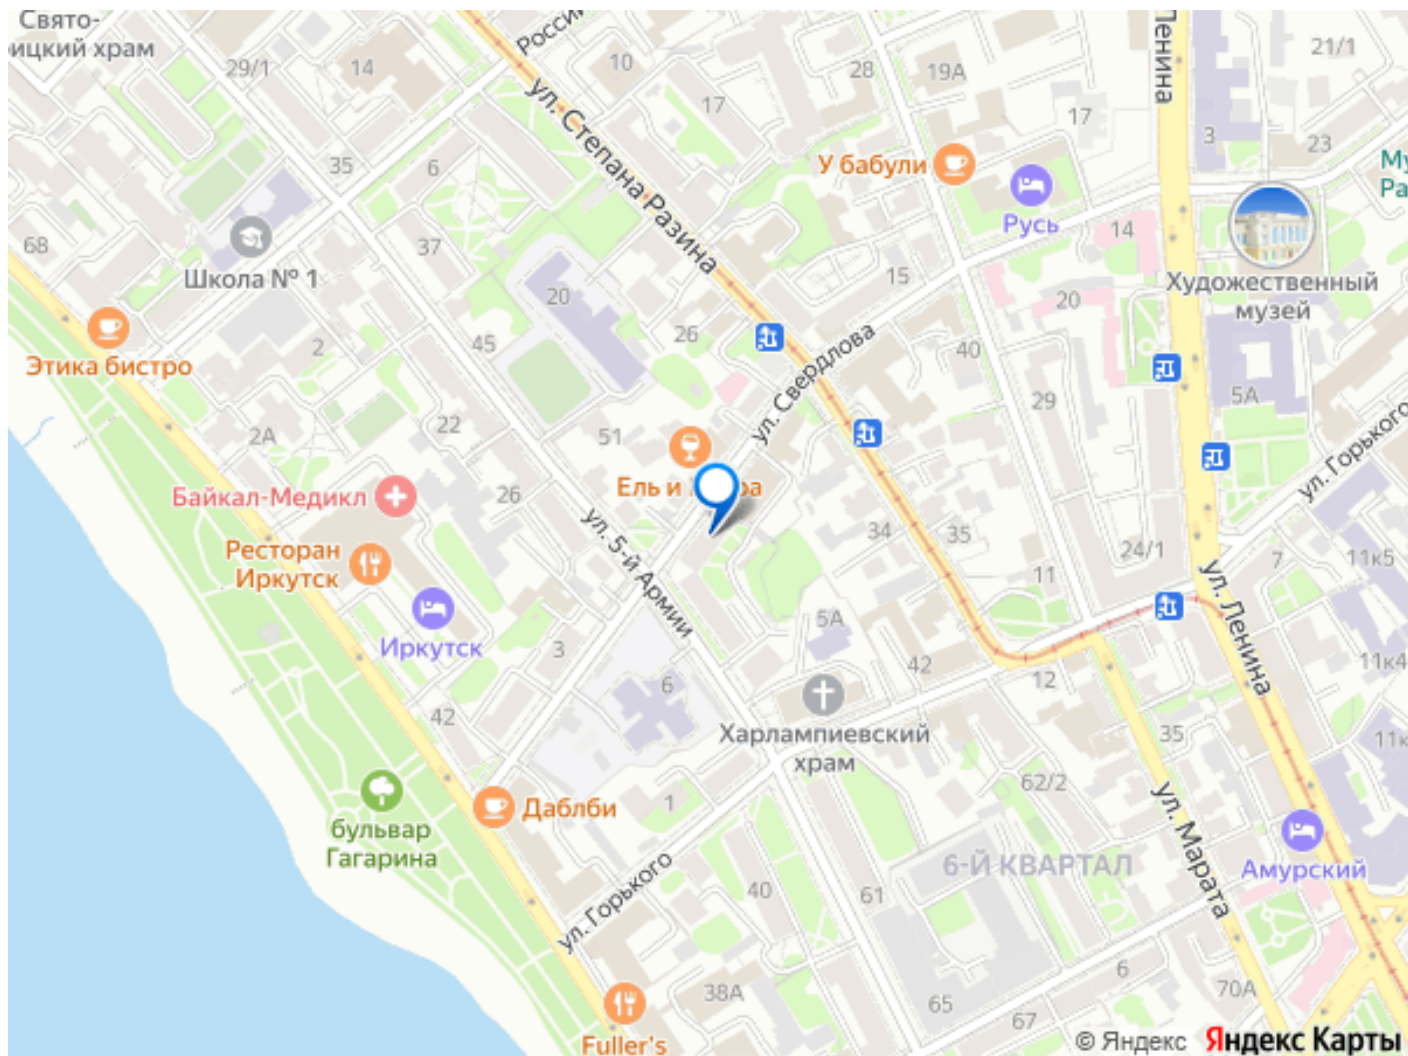 Свято-
рицкий храм
Россий
ул. Степана Разина
ул. Ленина
29/1
14
10
17
28
19А
17
3
21/1
23
Му
Ра
35
6
У бабули
Русь
14
68
Школа № 1
37
20
15
20
Художественный
музей
Этика бистро
2
45
26
ул. Свердлова
40
29
5А
ул. Горького
2А
22
51
Ель и
ра
Байкал-Медикл
26
ул. 5-й Армии
34
35
24/1
Ресторан
Иркутск
11
7
11к5
ул. Ленина
Иркутск
3
5А
42
12
11к4
6
42
Харлампиевский
храм
35
11к
62/2
ул. Марата
Даблби
1
бульвар
Гагарина
6-Й КВАРТАЛ
Амурский
ул. Горького
40
61
38А
65
6
67
70А
Fuller's
© Яндекс Яндекс Карты